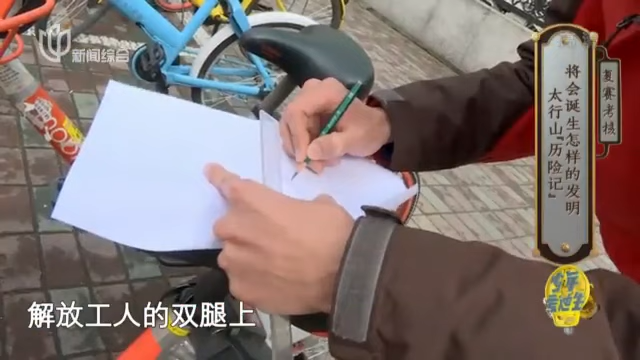 新闻综合
复赛考核
将会诞生怎样的发明
太行山“历险记”
解放工人的双腿上